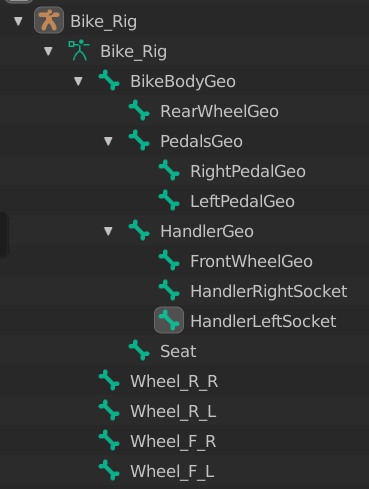 Bike_Rig
Bike_Rig
BikeBodyGeo
RearWheelGeo
PedalsGeo
RightPedalGeo
LeftPedalGeo
HandlerGeo
FrontWheelGeo
HandlerRightSocket
HandlerLeftSocket
Seat
Wheel_R_R
Wheel_R_L
Wheel_F_R
Wheel_F_L